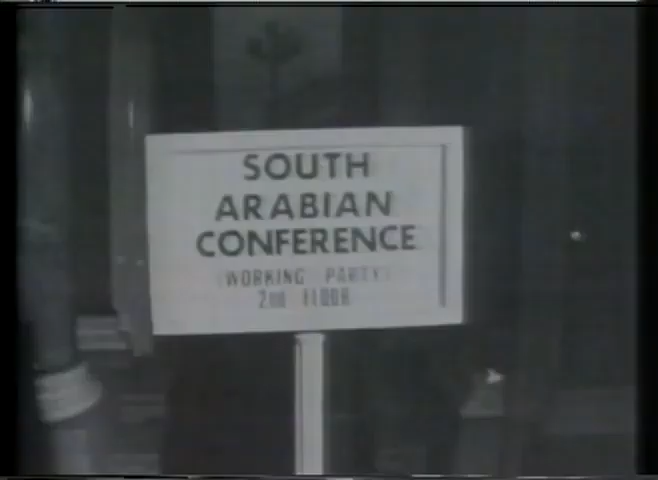 SOUTH
ARABIAN
CONFERENCE
(WORKING PARTY)
2ND FLOOR